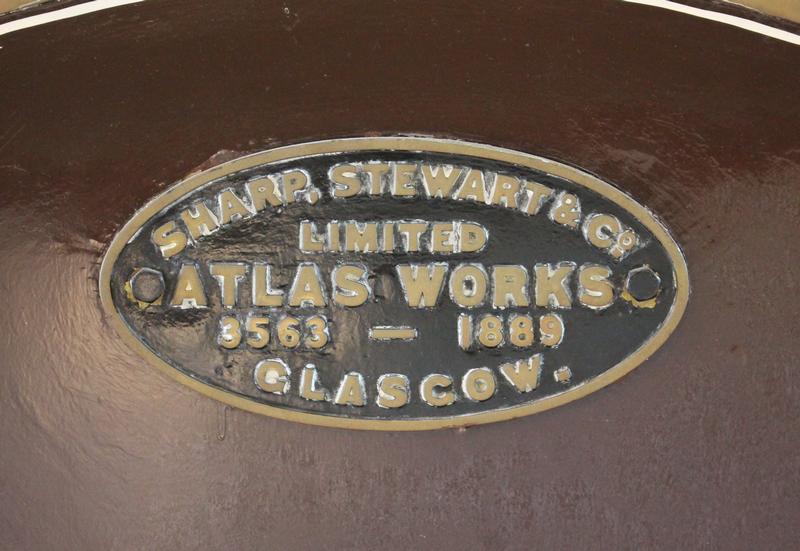 SHARP, STEWART & Co.
LIMITED
ATLAS WORKS
3563 — 1889
GLASGOW.